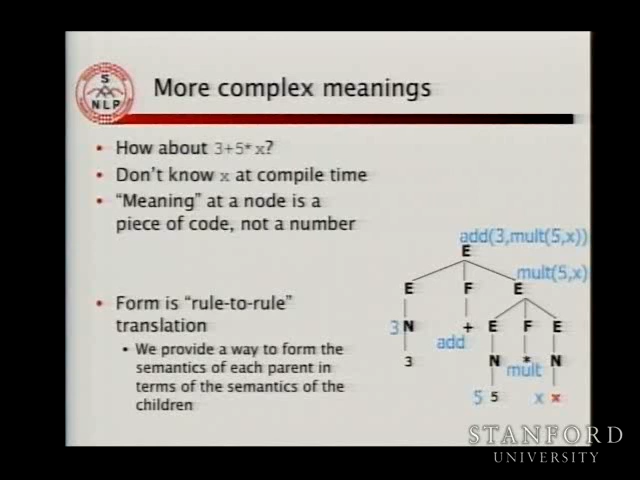 S
NLP
More complex meanings
• How about 3+5*x?
• Don't know x at compile time
• “Meaning” at a node is a
piece of code, not a number
add(3,mult(5,x))
E
mult(5,x)
E F E
• Form is “rule-to-rule”
translation
3 N + E F E
add
• We provide a way to form the
semantics of each parent in
terms of the semantics of the
children
3 N * N
mult
5 5 x x
STANFORD
UNIVERSITY